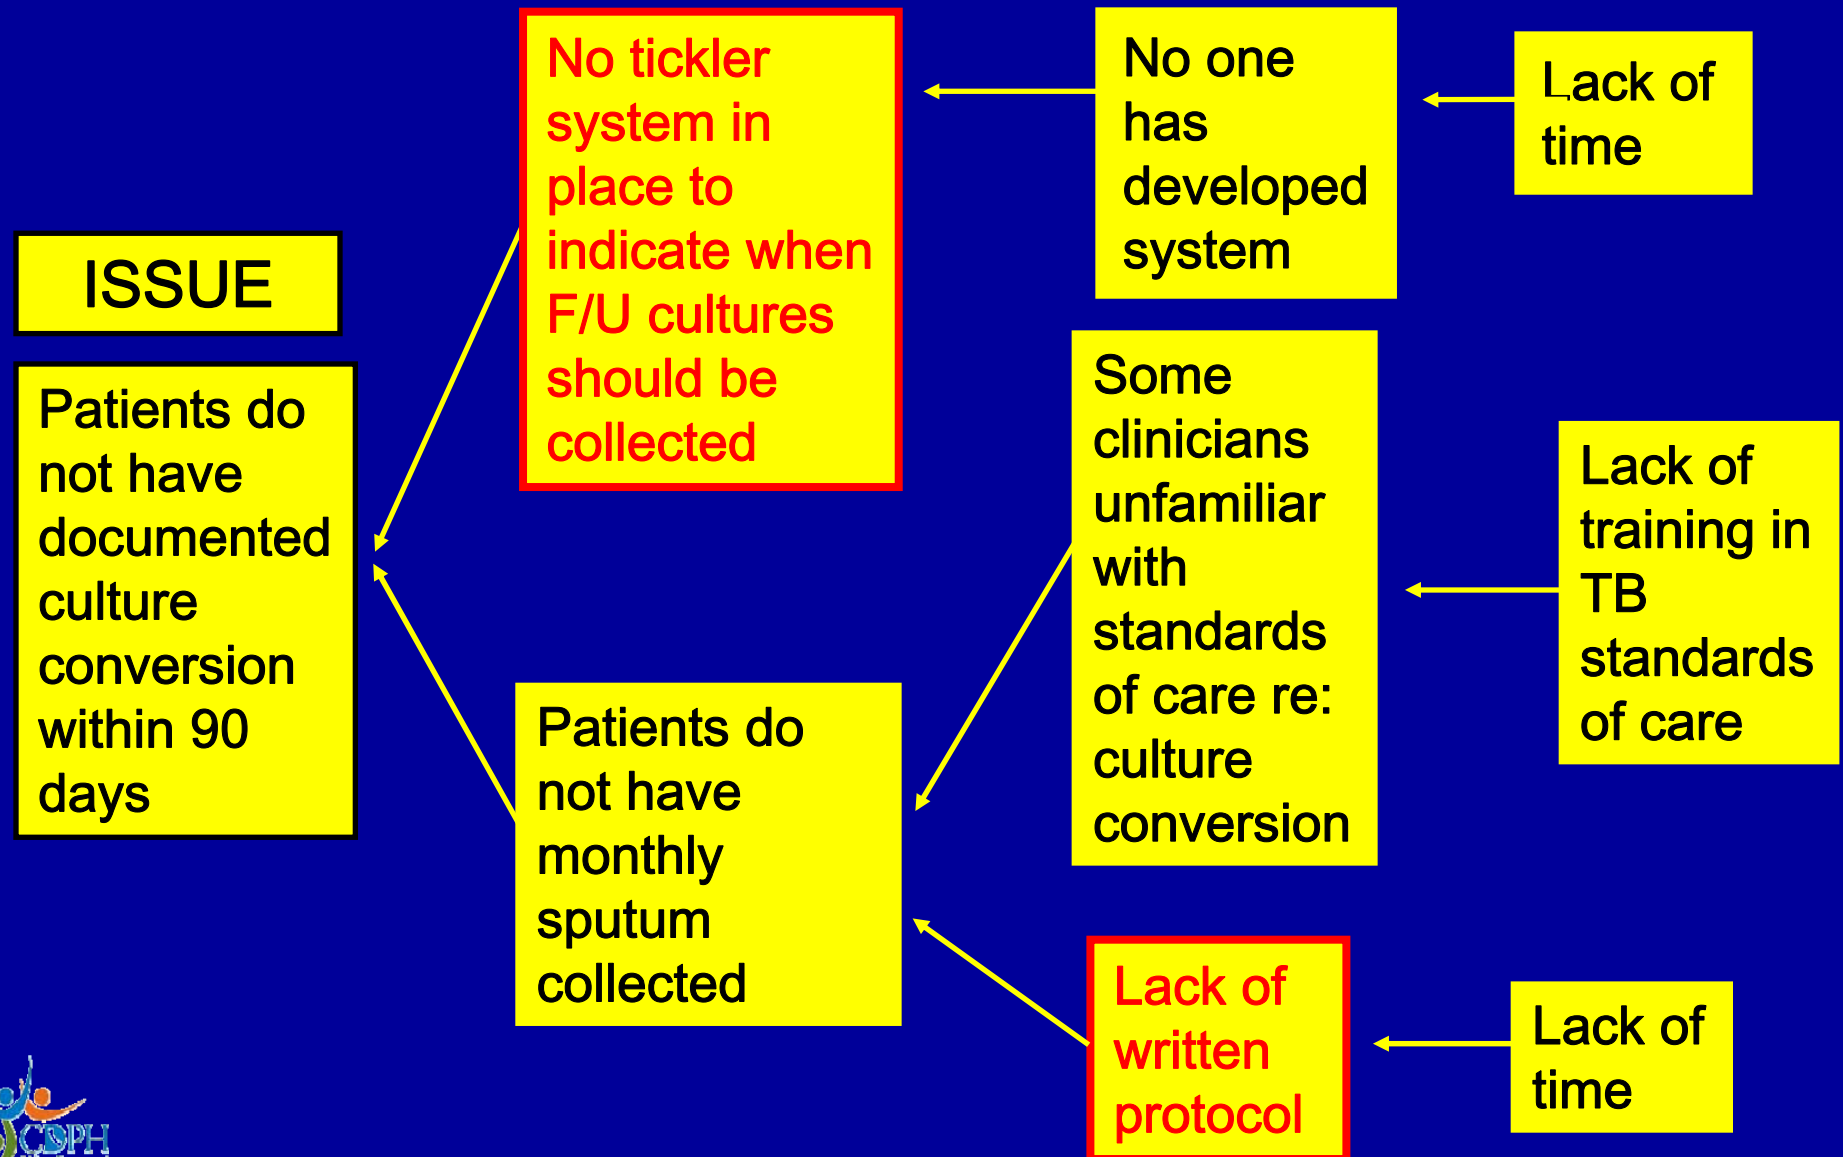 ISSUE
Patients do
not have
documented
culture
conversion
within 90
days
No tickler
system in
place to
indicate when
F/U cultures
should be
collected
Patients do
not have
monthly
sputum
collected
No one
has
developed
system
Some
clinicians
unfamiliar
with
standards
of care re:
culture
conversion
Lack of
written
protocol
Lack of
time
Lack of
training in
TB
standards
of care
Lack of
time
CDPH